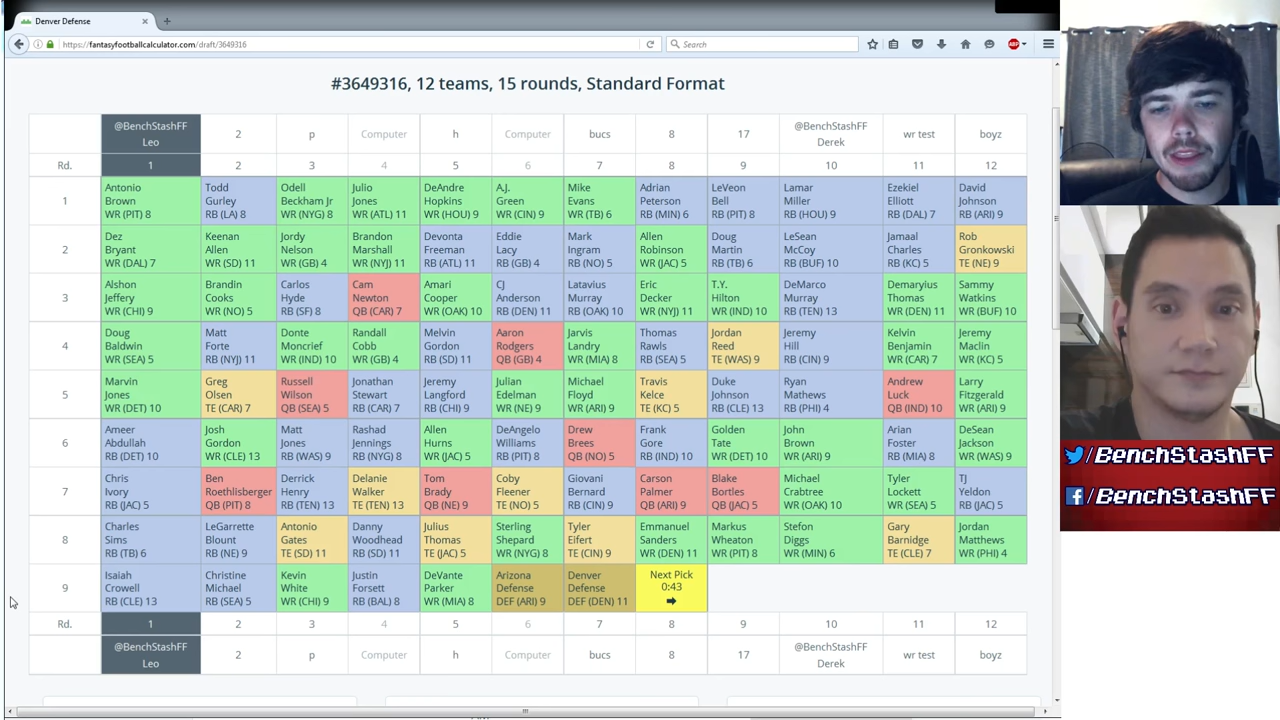 Denver Defense
https://fantasyfootballcalculator.com/draft/3649316
Search
ABP
#3649316, 12 teams, 15 rounds, Standard Format
@BenchStashFF Leo 2 p Computer h Computer bucs 8 17 @BenchStashFF Derek wr test boyz
Rd. 1 2 3 4 5 6 7 8 9 10 11 12
1
Antonio Todd Odell Julio DeAndre A.J. Mike Adrian LeVeon Lamar Ezekiel David
Brown Gurley Beckham Jr Jones Hopkins Green Evans Peterson Bell Miller Elliott Johnson
WR (PIT) 8 RB (LA) 8 WR (NYG) 8 WR (ATL) 11 WR (HOU) 9 WR (CIN) 9 WR (TB) 6 RB (MIN) 6 RB (PIT) 8 RB (HOU) 9 RB (DAL) 7 RB (ARI) 9
2
Dez Keenan Jordy Brandon Devonta Eddie Mark Allen Doug LeSean Jamaal Rob
Bryant Allen Nelson Marshall Freeman Lacy Ingram Robinson Martin McCoy Charles Gronkowski
WR (DAL) 7 WR (SD) 11 WR (GB) 4 WR (NYJ) 11 RB (ATL) 11 RB (GB) 4 RB (NO) 5 WR (JAC) 5 RB (TB) 6 RB (BUF) 10 RB (KC) 5 TE (NE) 9
3
Alshon Brandin Carlos Cam Amari CJ Latavius Eric T.Y. DeMarco Demaryius Sammy
Jeffery Cooks Hyde Newton Cooper Anderson Murray Decker Hilton Murray Thomas Watkins
WR (CHI) 9 WR (NO) 5 RB (SF) 8 QB (CAR) 7 WR (OAK) 10 RB (DEN) 11 RB (OAK) 10 WR (NYJ) 11 WR (IND) 10 RB (TEN) 13 WR (DEN) 11 WR (BUF) 10
4
Doug Matt Donte Randall Melvin Aaron Jarvis Thomas Jordan Jeremy Kelvin Jeremy
Baldwin Forte Moncrief Cobb Gordon Rodgers Landry Rawls Reed Hill Benjamin Maclin
WR (SEA) 5 RB (NYJ) 11 WR (IND) 10 WR (GB) 4 RB (SD) 11 QB (GB) 4 WR (MIA) 8 RB (SEA) 5 TE (WAS) 9 RB (CIN) 9 WR (CAR) 7 WR (KC) 5
5
Marvin Greg Russell Jonathan Jeremy Julian Michael Travis Duke Ryan Andrew Larry
Jones Olsen Wilson Stewart Langford Edelman Floyd Kelce Johnson Mathews Luck Fitzgerald
WR (DET) 10 TE (CAR) 7 QB (SEA) 5 RB (CAR) 7 RB (CHI) 9 WR (NE) 9 WR (ARI) 9 TE (KC) 5 RB (CLE) 13 RB (PHI) 4 QB (IND) 10 WR (ARI) 9
6
Ameer Josh Matt Rashad Allen DeAngelo Drew Frank Golden John Arian DeSean
Abdullah Gordon Jones Jennings Hurns Williams Brees Gore Tate Brown Foster Jackson
RB (DET) 10 WR (CLE) 13 RB (WAS) 9 RB (NYG) 8 WR (JAC) 5 RB (PIT) 8 QB (NO) 5 RB (IND) 10 WR (DET) 10 WR (ARI) 9 RB (MIA) 8 WR (WAS) 9
7
Chris Ben Derrick Delanie Tom Coby Giovani Carson Blake Michael Tyler TJ
Ivory Roethlisberger Henry Walker Brady Fleener Bernard Palmer Bortles Crabtree Lockett Yeldon
RB (JAC) 5 QB (PIT) 8 RB (TEN) 13 TE (TEN) 13 QB (NE) 9 TE (NO) 5 RB (CIN) 9 QB (ARI) 9 QB (JAC) 5 WR (OAK) 10 WR (SEA) 5 RB (JAC) 5
8
Charles LeGarrette Antonio Danny Julius Sterling Tyler Emmanuel Markus Stefon Gary Jordan
Sims Blount Gates Woodhead Thomas Shepard Eifert Sanders Wheaton Diggs Barnidge Matthews
RB (TB) 6 RB (NE) 9 TE (SD) 11 RB (SD) 11 TE (JAC) 5 WR (NYG) 8 TE (CIN) 9 WR (DEN) 11 WR (PIT) 8 WR (MIN) 6 TE (CLE) 7 WR (PHI) 4
9
Isaiah Christine Kevin Justin DeVante Arizona Denver Next Pick
Crowell Michael White Forsett Parker Defense Defense 0:43
RB (CLE) 13 RB (SEA) 5 WR (CHI) 9 RB (BAL) 8 WR (MIA) 8 DEF (ARI) 9 DEF (DEN) 11
Rd. 1 2 3 4 5 6 7 8 9 10 11 12
@BenchStashFF Leo 2 p Computer h Computer bucs 8 17 @BenchStashFF Derek wr test boyz
/BenchStashFF
/BenchStashFF